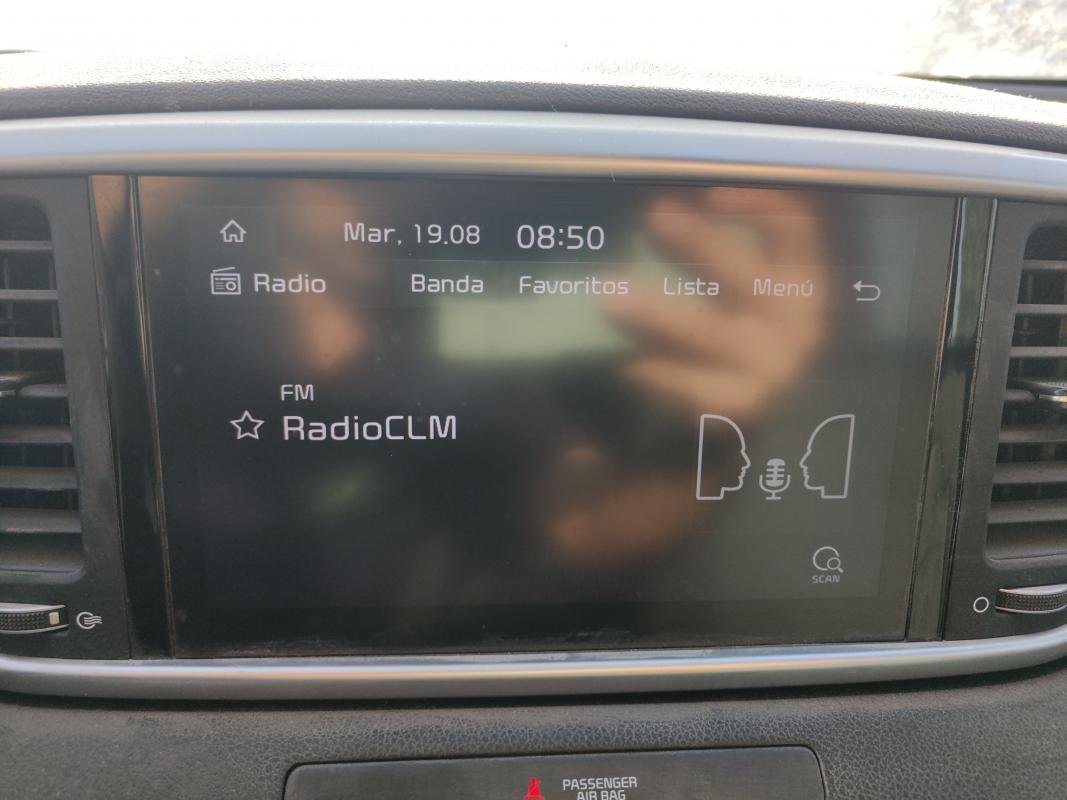 Mar, 19.08 08:50
Radio Banda Favoritos Lista Menú
FM
RadioCLM
SCAN
PASSENGER
AIR BAG